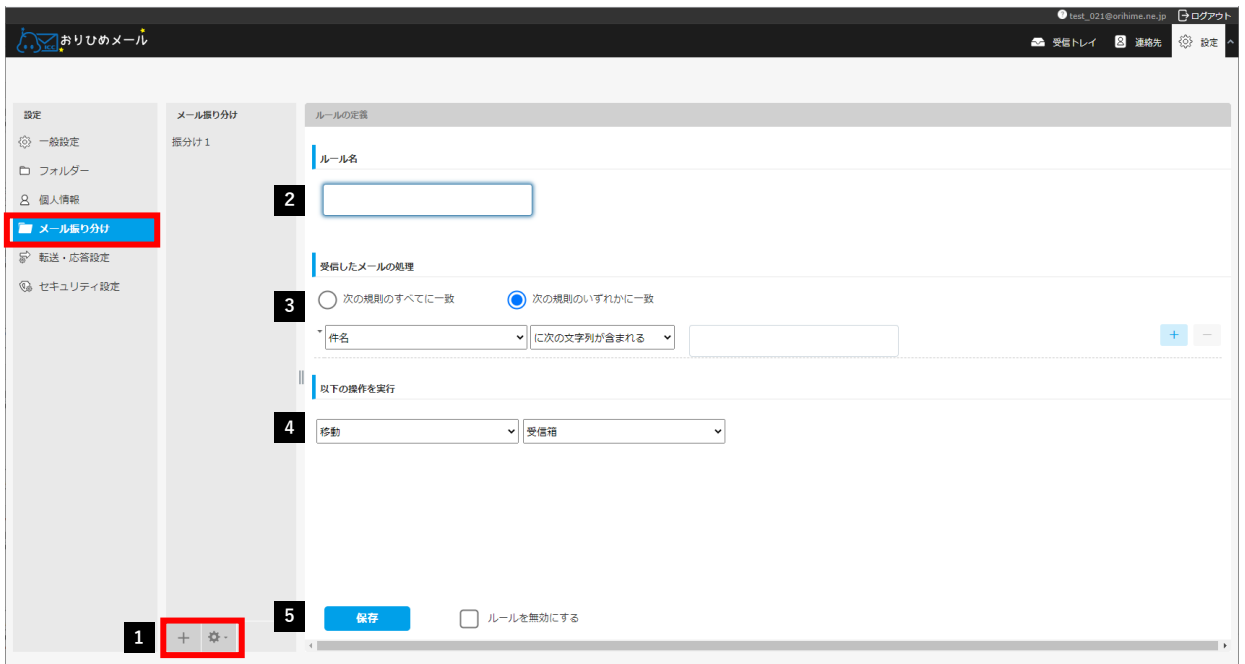 test_021@orihime.ne.jp ログアウト
おりひめメール
受信トレイ 連絡先 設定
設定
一般設定
フォルダー
個人情報
メール振り分け
転送・応答設定
セキュリティ設定
メール振り分け
振分け1
1
ルールの定義
ルール名
2
受信したメールの処理
3 次の規則のすべてに一致 次の規則のいずれかに一致
件名 に次の文字列が含まれる
以下の操作を実行
4 移動 受信箱
5 保存 ルールを無効にする